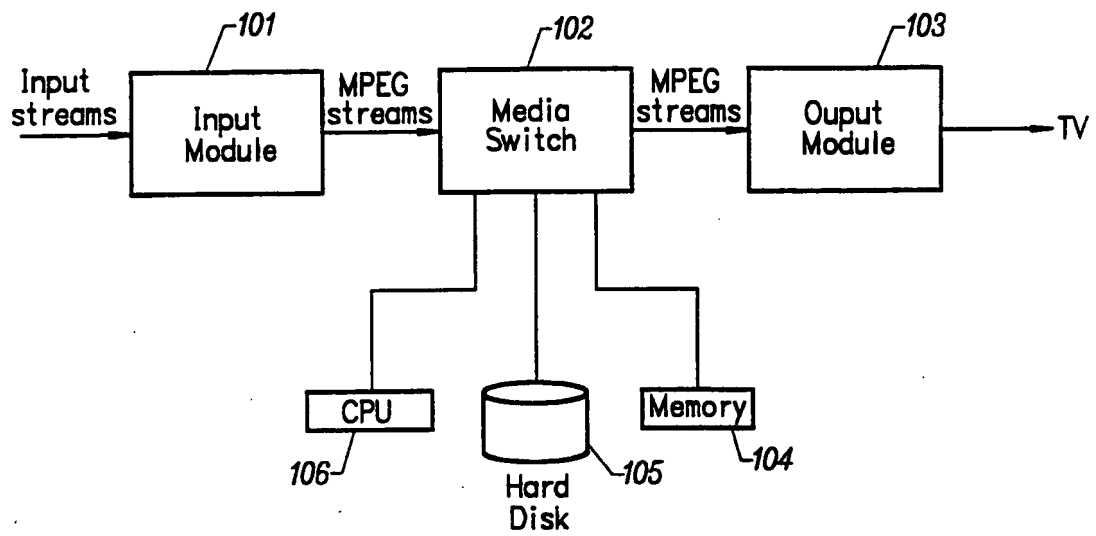 101
102
103
Input
streams
Input
Module
MPEG
streams
Media
Switch
MPEG
streams
Ouput
Module
TV
CPU
106
Hard
Disk
105
Memory
104